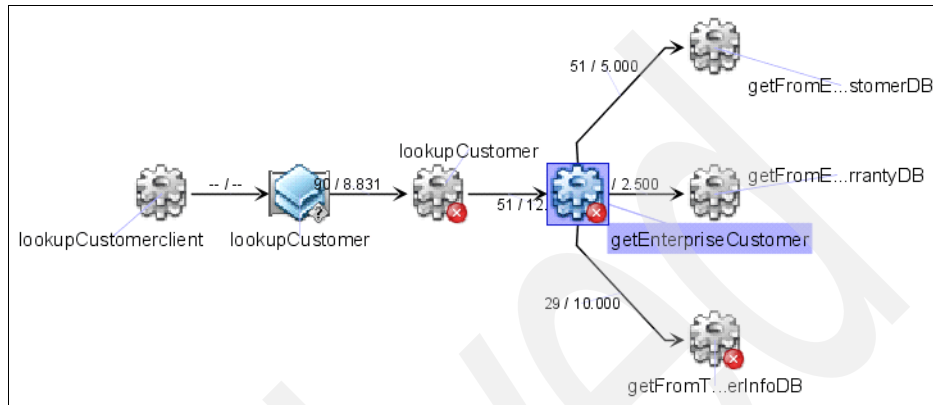 51 / 5.000
getFromE...stomerDB
lookupCustomer
-- / --
90 / 8.831
51 / 12.
/ 2.500
getFromE...rrantyDB
lookupCustomerclient
lookupCustomer
getEnterpriseCustomer
29 / 10.000
getFromT...erInfoDB